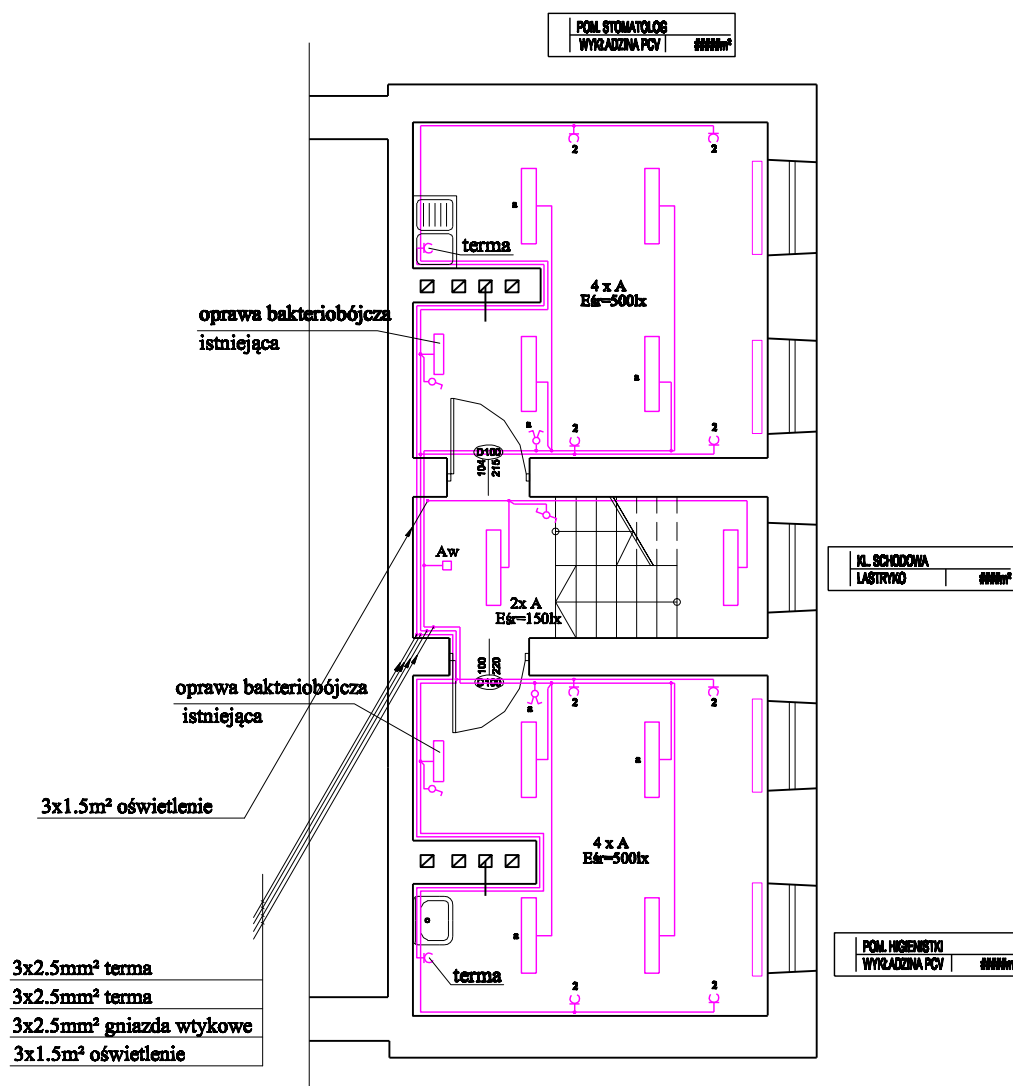 POM. STOMATOLOG
WYKŁADZINA PCV ####m²
2
2
a
terma
4 x A
Eśr=500lx
oprawa bakteriobójcza
istniejąca
a
a
2
2
D100
104
215
Aw
KL. SCHODOWA
LASTRYKO ####m²
2x A
Eśr=150lx
100
220
D100
oprawa bakteriobójcza
istniejąca
a
2
2
a
3x1.5m² oświetlenie
4 x A
Eśr=500lx
a
POM. HIGIENISTKI
WYKŁADZINA PCV
3x2.5mm² terma
terma
2
2
3x2.5mm² terma
3x2.5mm² gniazda wtykowe
3x1.5m² oświetlenie